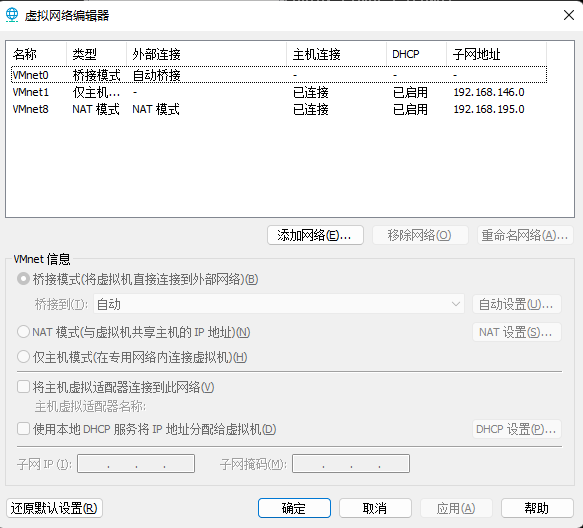 虚拟网络编辑器
名称 类型 外部连接 主机连接 DHCP 子网地址
VMnet0 桥接模式 自动桥接 - - -
VMnet1 仅主机... - 已连接 已启用 192.168.146.0
VMnet8 NAT 模式 NAT 模式 已连接 已启用 192.168.195.0
添加网络(E)... 移除网络(O) 重命名网络(A)...
VMnet 信息
桥接模式(将虚拟机直接连接到外部网络)(B)
桥接到(T): 自动 自动设置(U)...
NAT 模式(与虚拟机共享主机的 IP 地址)(N) NAT 设置(S)...
仅主机模式(在专用网络内连接虚拟机)(H)
将主机虚拟适配器连接到此网络(V)
主机虚拟适配器名称:
使用本地 DHCP 服务将 IP 地址分配给虚拟机(D) DHCP 设置(P)...
子网 IP (I): . . . 子网掩码(M): . . .
还原默认设置(R) 确定 取消 应用(A) 帮助